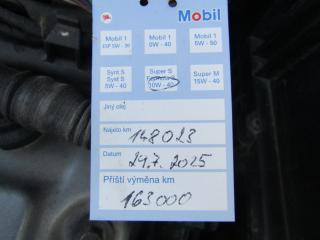 Mobil
Mobil 1
ESP 5W - 30
Mobil 1
0W - 40
Mobil 1
5W - 50
Synt S
Syst S
5W - 40
Super S
10W - 40
Super M
15W - 40
Jiný olej
Najeto km
148023
Datum
29.7. 2025
Příští výměna km
163000